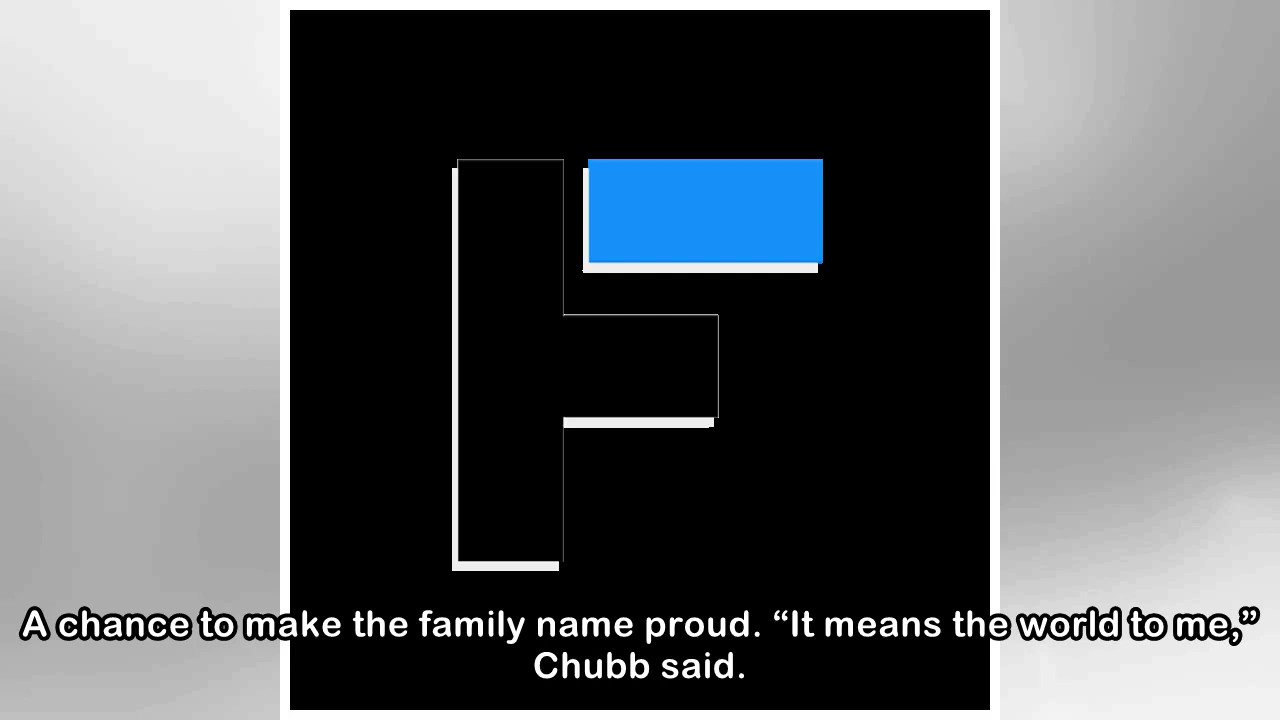 F
A chance to make the family name proud. “It means the world to me,”
Chubb said.